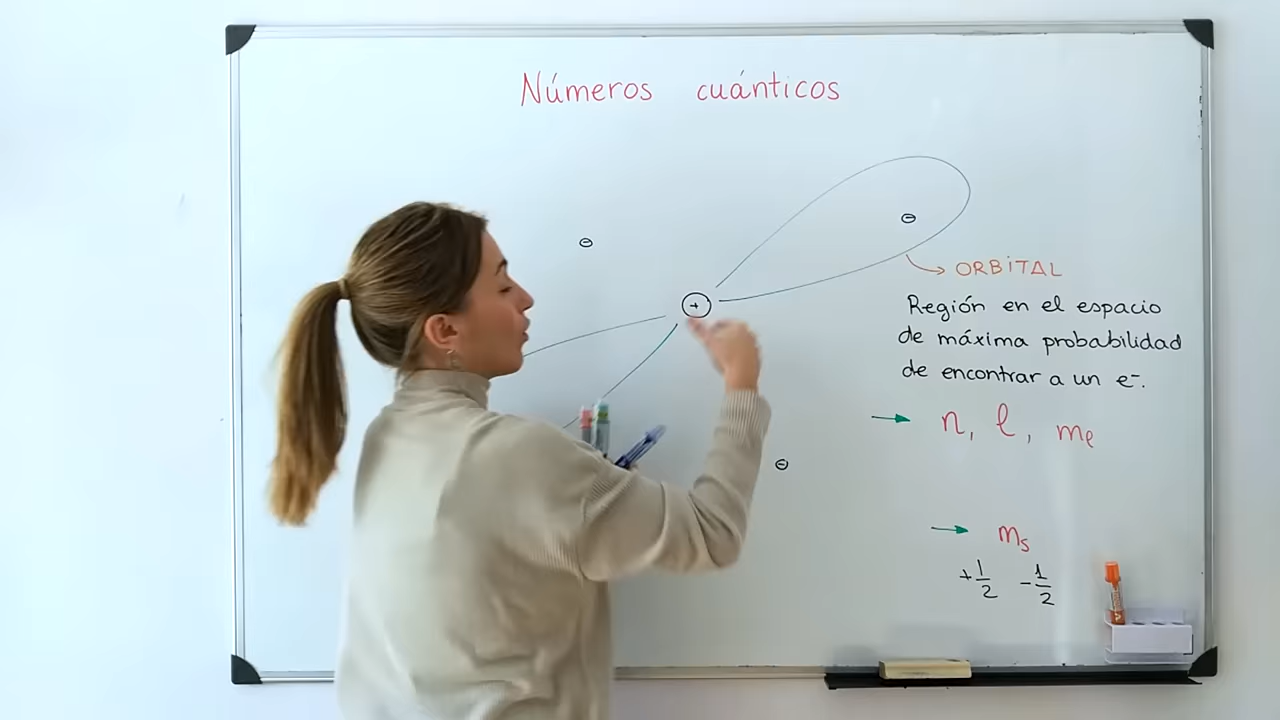 Números cuánticos
⊖
⊖
+
ORBITAL
Región en el espacio
de máxima probabilidad
de encontrar a un e⁻.
→ n, l, mₗ
⊖
→ mₛ
+1/2 -1/2